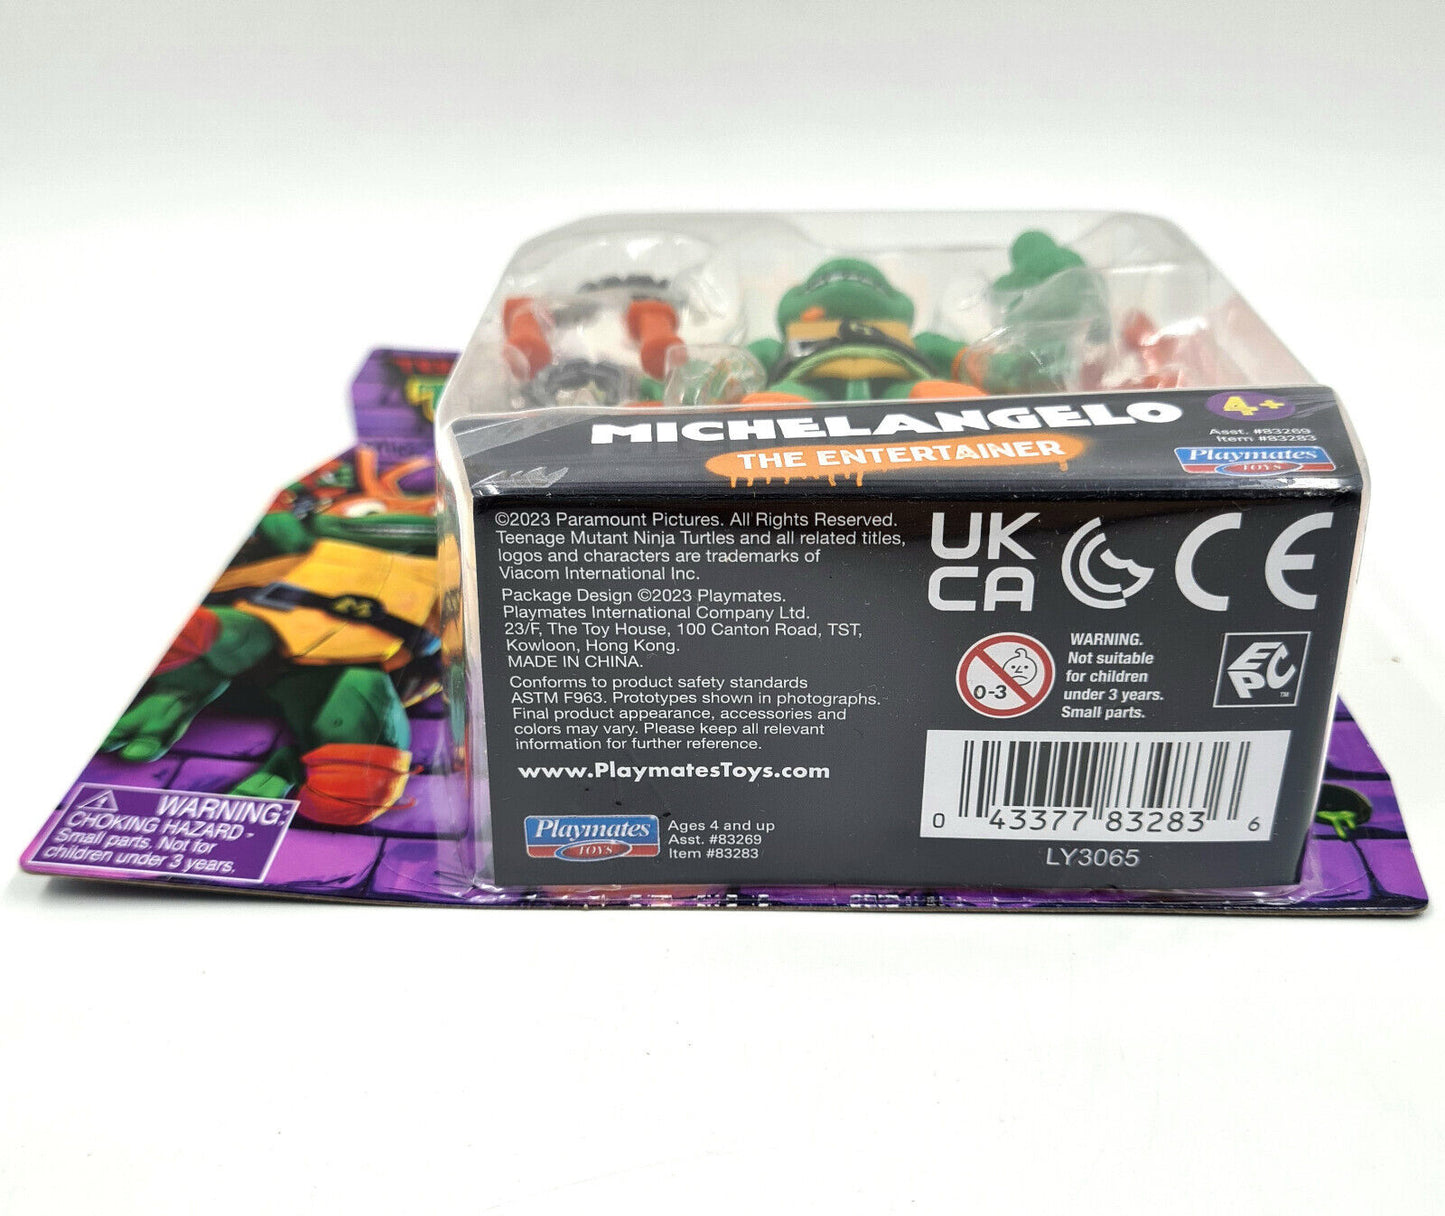 MICHELANGELO
THE ENTERTAINER
4+
Asst. #83269
Item #83283
Playmates
TOYS
©2023 Paramount Pictures. All Rights Reserved.
Teenage Mutant Ninja Turtles and all related titles,
logos and characters are trademarks of
Viacom International Inc.
Package Design ©2023 Playmates.
Playmates International Company Ltd.
23/F, The Toy House, 100 Canton Road, TST,
Kowloon, Hong Kong.
MADE IN CHINA.
Conforms to product safety standards
ASTM F963. Prototypes shown in photographs.
Final product appearance, accessories and
colors may vary. Please keep all relevant
information for further reference.
www.PlaymatesToys.com
Playmates
TOYS
Ages 4 and up
Asst. #83269
Item #83283
UK
CA
CE
0-3
WARNING.
Not suitable
for children
under 3 years.
Small parts.
EPC
TM
0 43377 83283 6
LY3065
WARNING:
CHOKING HAZARD -
Small parts. Not for
children under 3 years.
M